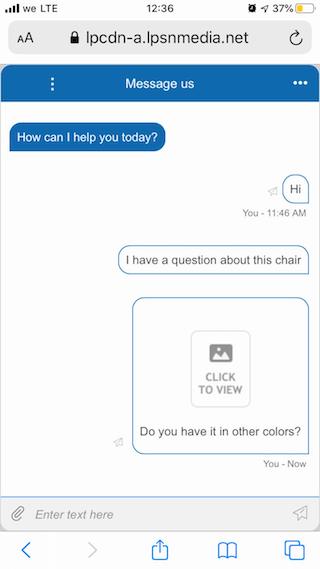 we LTE 12:36 37%
AA lpcdn-a.lpsnmedia.net
Message us
How can I help you today?
Hi
You - 11:46 AM
I have a question about this chair
CLICK
TO VIEW
Do you have it in other colors?
You - Now
Enter text here